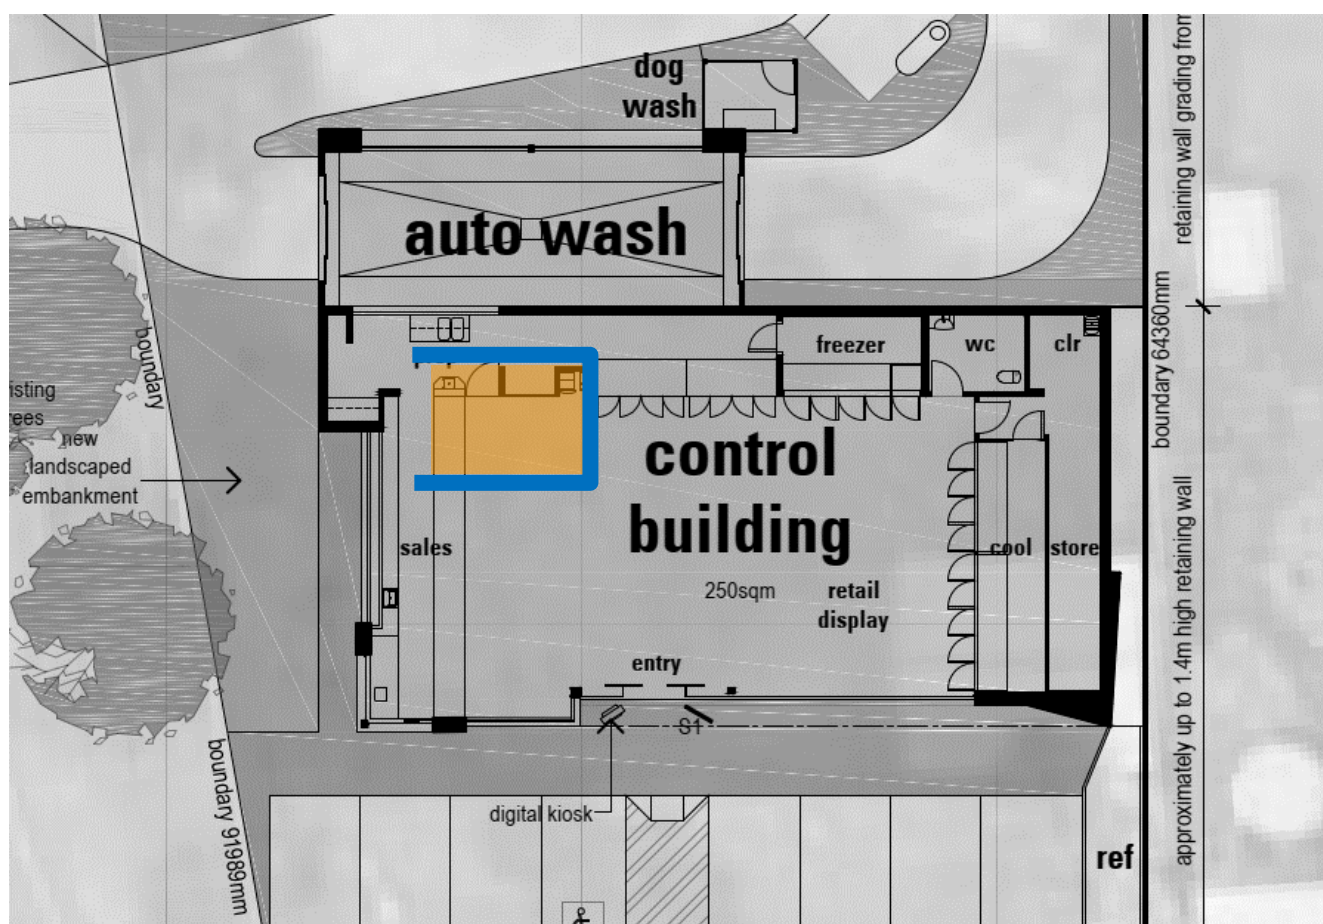 retaining wall grading from
dog
wash
auto wash
boundary
boundary 64360mm
freezer
wc
clr
isting
ees
new
landscaped
embankment
control
building
250sqm
sales
cool
store
retail
display
entry
S1
approximately up to 1.4m high retaining wall
boundary 91989mm
digital kiosk
ref